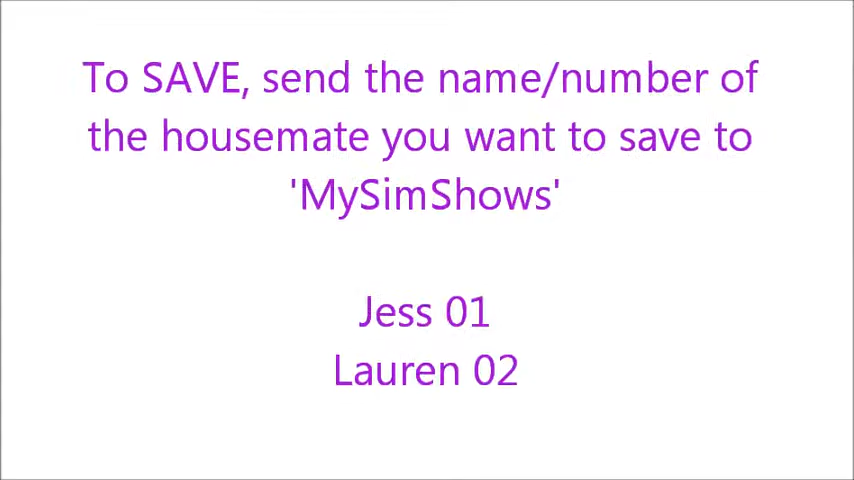 To SAVE, send the name/number of
the housemate you want to save to
'MySimShows'
Jess 01
Lauren 02